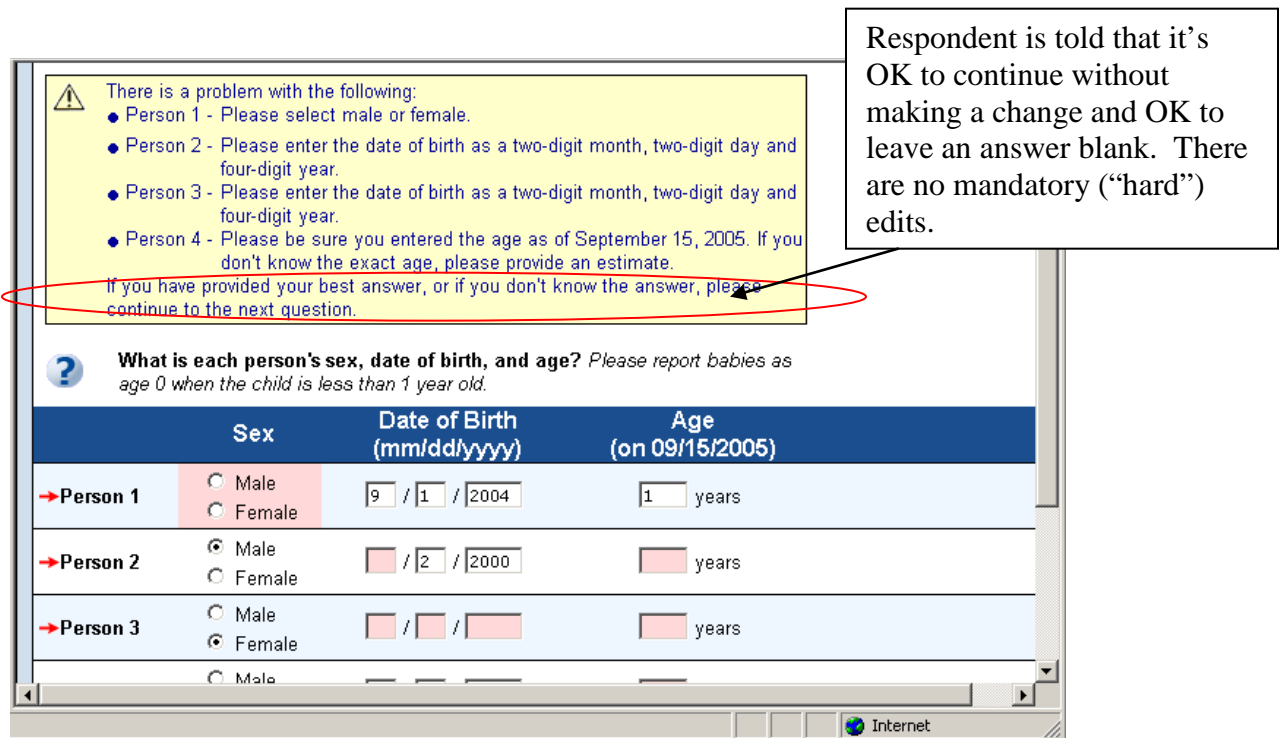 Respondent is told that it’s
OK to continue without
making a change and OK to
leave an answer blank. There
are no mandatory (“hard”)
edits.
There is a problem with the following:
● Person 1 - Please select male or female.
● Person 2 - Please enter the date of birth as a two-digit month, two-digit day and
four-digit year.
● Person 3 - Please enter the date of birth as a two-digit month, two-digit day and
four-digit year.
● Person 4 - Please be sure you entered the age as of September 15, 2005. If you
don't know the exact age, please provide an estimate.
If you have provided your best answer, or if you don't know the answer, please
continue to the next question.
What is each person's sex, date of birth, and age? Please report babies as
age 0 when the child is less than 1 year old.
Sex
Date of Birth
(mm/dd/yyyy)
Age
(on 09/15/2005)
Person 1
Male
Female
9 / 1 / 2004
1 years
Person 2
Male
Female
/ 2 / 2000
years
Person 3
Male
Female
/ /
years
Male
Internet